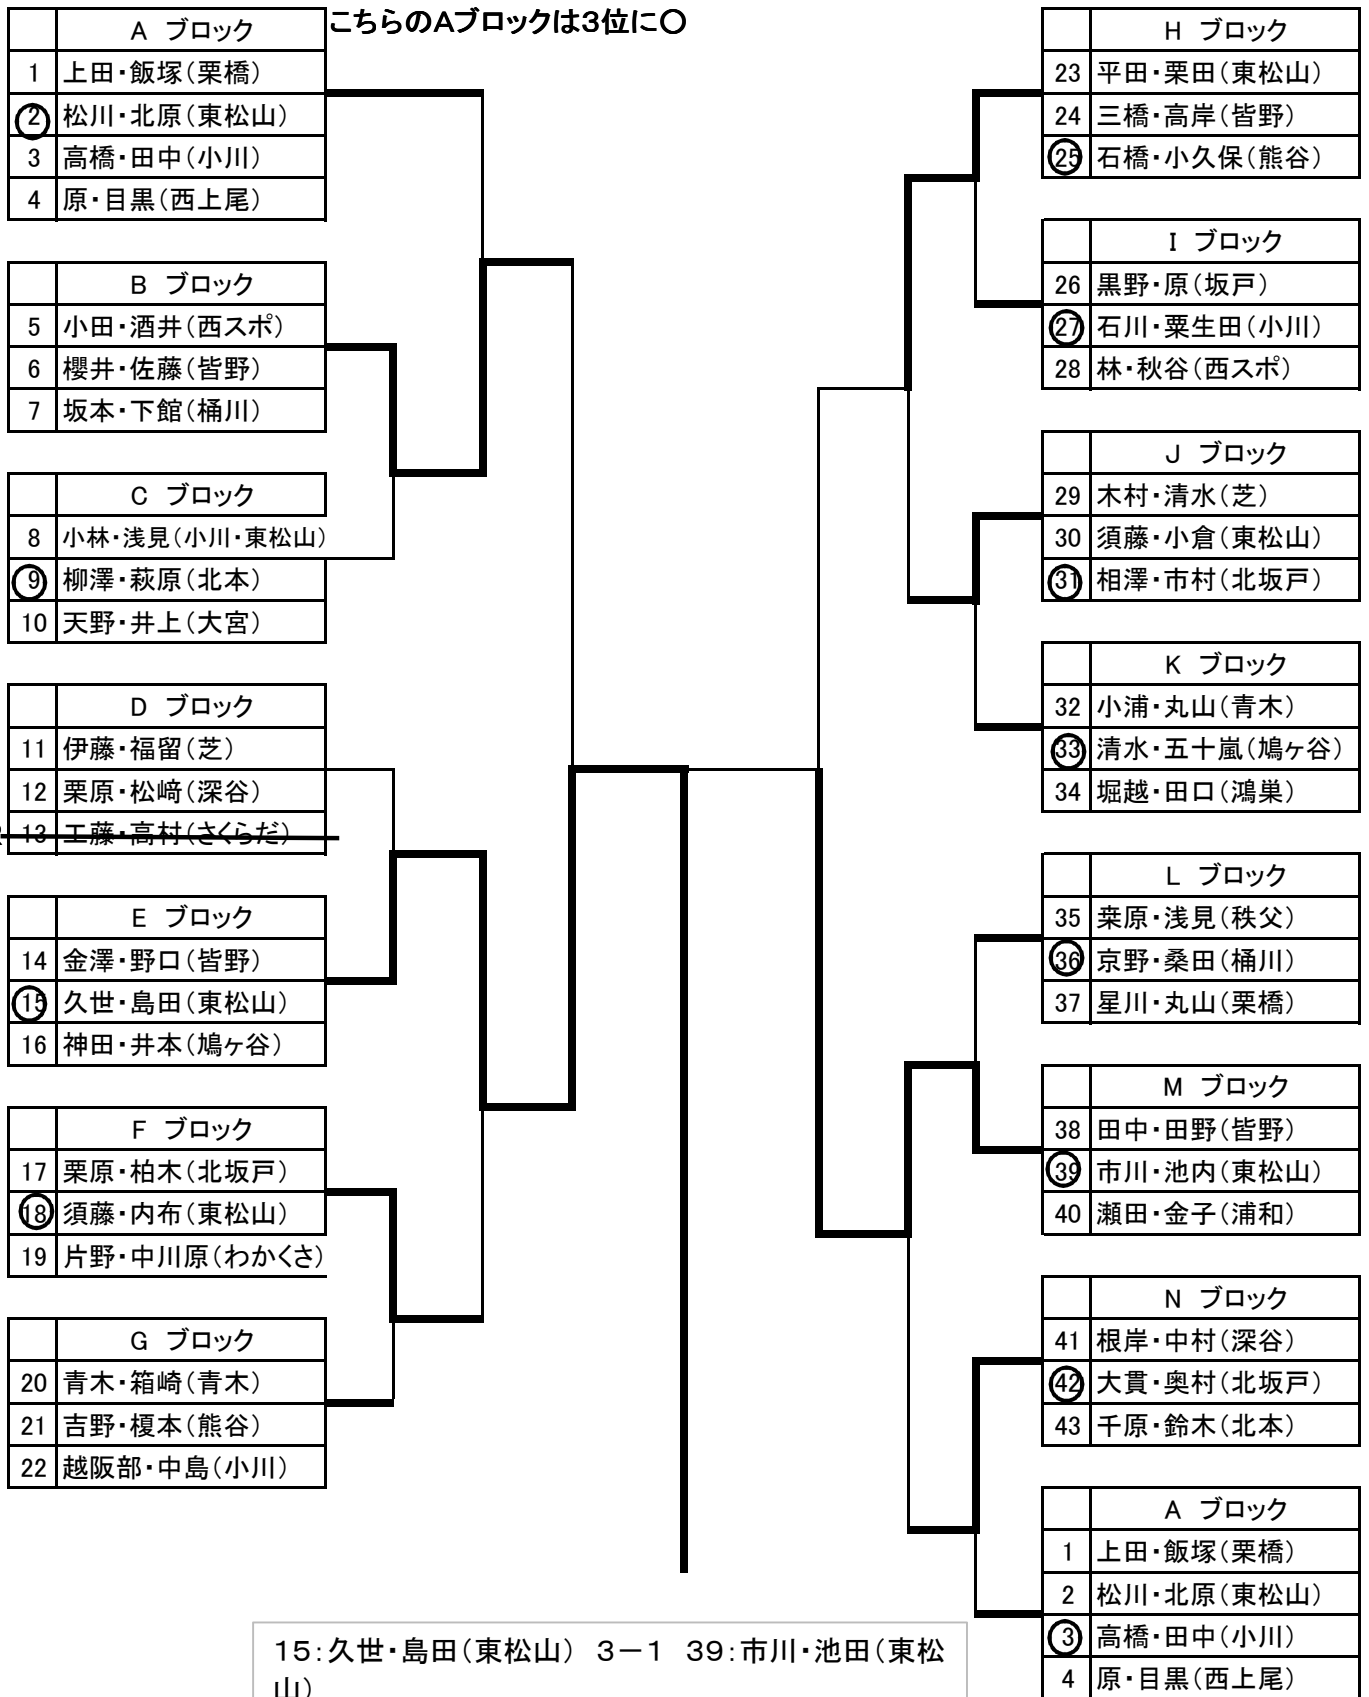 こちらのAブロックは3位に〇
A ブロック
1 上田・飯塚(栗橋)
2 松川・北原(東松山)
3 高橋・田中(小川)
4 原・目黒(西上尾)
B ブロック
5 小田・酒井(西スポ)
6 櫻井・佐藤(皆野)
7 坂本・下館(桶川)
C ブロック
8 小林・浅見(小川・東松山)
9 柳澤・萩原(北本)
10 天野・井上(大宮)
D ブロック
11 伊藤・福留(芝)
12 栗原・松﨑(深谷)
13 工藤・高村(さくらだ)
E ブロック
14 金澤・野口(皆野)
15 久世・島田(東松山)
16 神田・井本(鳩ヶ谷)
F ブロック
17 栗原・柏木(北坂戸)
18 須藤・内布(東松山)
19 片野・中川原(わかくさ)
G ブロック
20 青木・箱崎(青木)
21 吉野・榎本(熊谷)
22 越阪部・中島(小川)
H ブロック
23 平田・栗田(東松山)
24 三橋・高岸(皆野)
25 石橋・小久保(熊谷)
I ブロック
26 黒野・原(坂戸)
27 石川・粟生田(小川)
28 林・秋谷(西スポ)
J ブロック
29 木村・清水(芝)
30 須藤・小倉(東松山)
31 相澤・市村(北坂戸)
K ブロック
32 小浦・丸山(青木)
33 清水・五十嵐(鳩ヶ谷)
34 堀越・田口(鴻巣)
L ブロック
35 桒原・浅見(秩父)
36 京野・桑田(桶川)
37 星川・丸山(栗橋)
M ブロック
38 田中・田野(皆野)
39 市川・池内(東松山)
40 瀬田・金子(浦和)
N ブロック
41 根岸・中村(深谷)
42 大貫・奥村(北坂戸)
43 千原・鈴木(北本)
A ブロック
1 上田・飯塚(栗橋)
2 松川・北原(東松山)
3 高橋・田中(小川)
4 原・目黒(西上尾)
15:久世・島田(東松山) 3-1 39:市川・池田(東松
山)